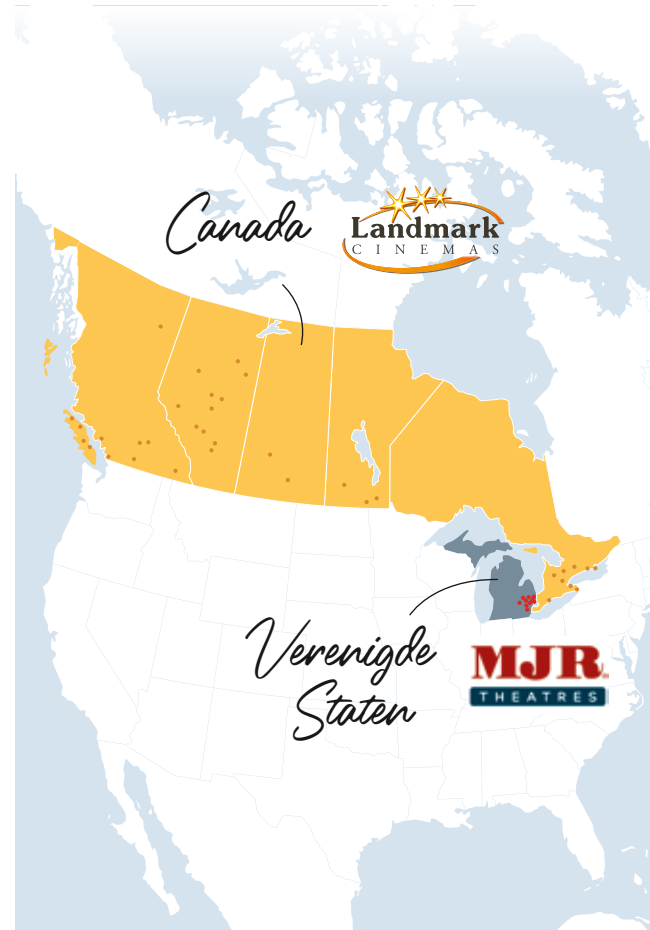 Canada
Landmark
CINEMAS
Verenigde
Staten
MJR
THEATRES